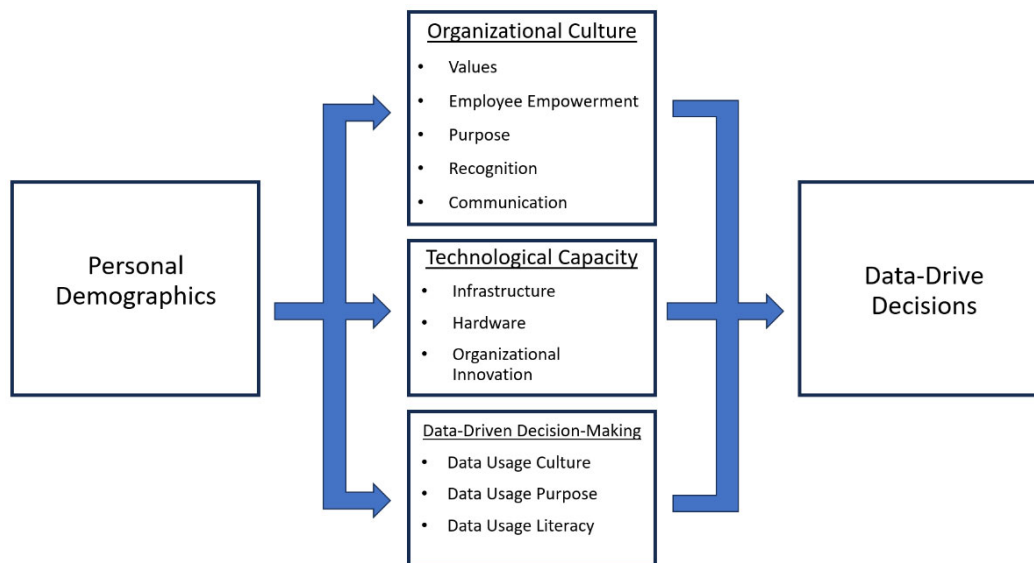 Personal
Demographics
Organizational Culture
• Values
• Employee Empowerment
• Purpose
• Recognition
• Communication
Technological Capacity
• Infrastructure
• Hardware
• Organizational
Innovation
Data-Driven Decision-Making
• Data Usage Culture
• Data Usage Purpose
• Data Usage Literacy
Data-Drive
Decisions